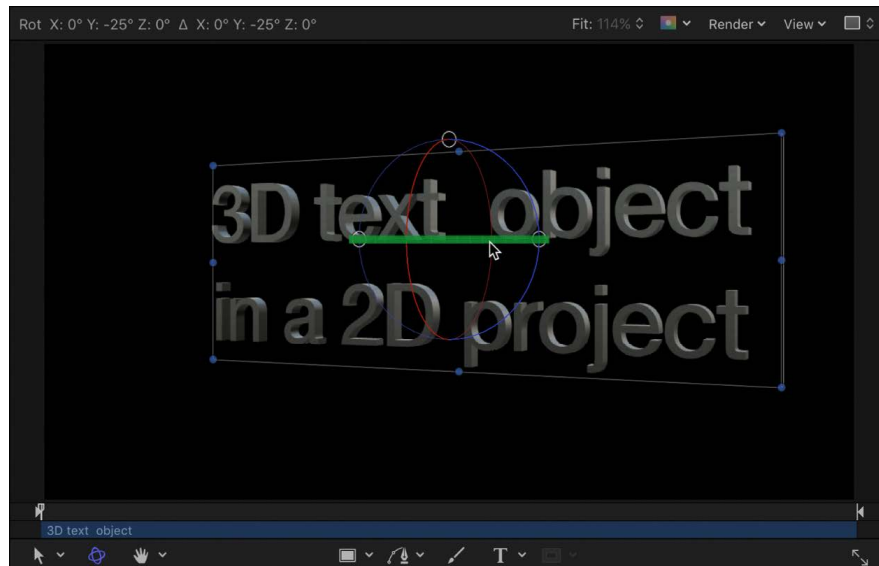 Rot X: 0° Y: -25° Z: 0° Δ X: 0° Y: -25° Z: 0° Fit: 114% Render View
3D text object
in a 2D project
3D text object
T